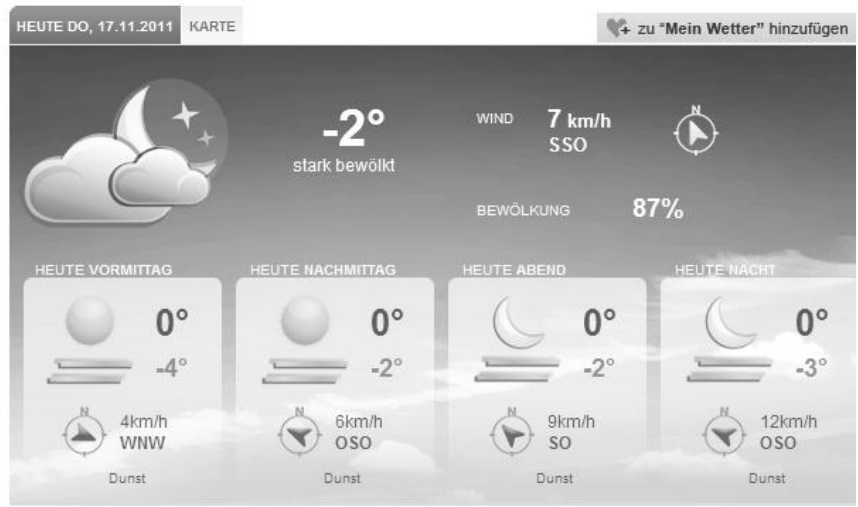 HEUTE DO, 17.11.2011 KARTE
zu "Mein Wetter" hinzufügen
-2°
stark bewölkt
WIND 7 km/h
SSO
N
BEWÖLKUNG 87%
HEUTE VORMITTAG
0°
-4°
N
4km/h
WNW
Dunst
HEUTE NACHMITTAG
0°
-2°
N
6km/h
OSO
Dunst
HEUTE ABEND
0°
-2°
N
9km/h
SO
Dunst
HEUTE NACHT
0°
-3°
N
12km/h
OSO
Dunst